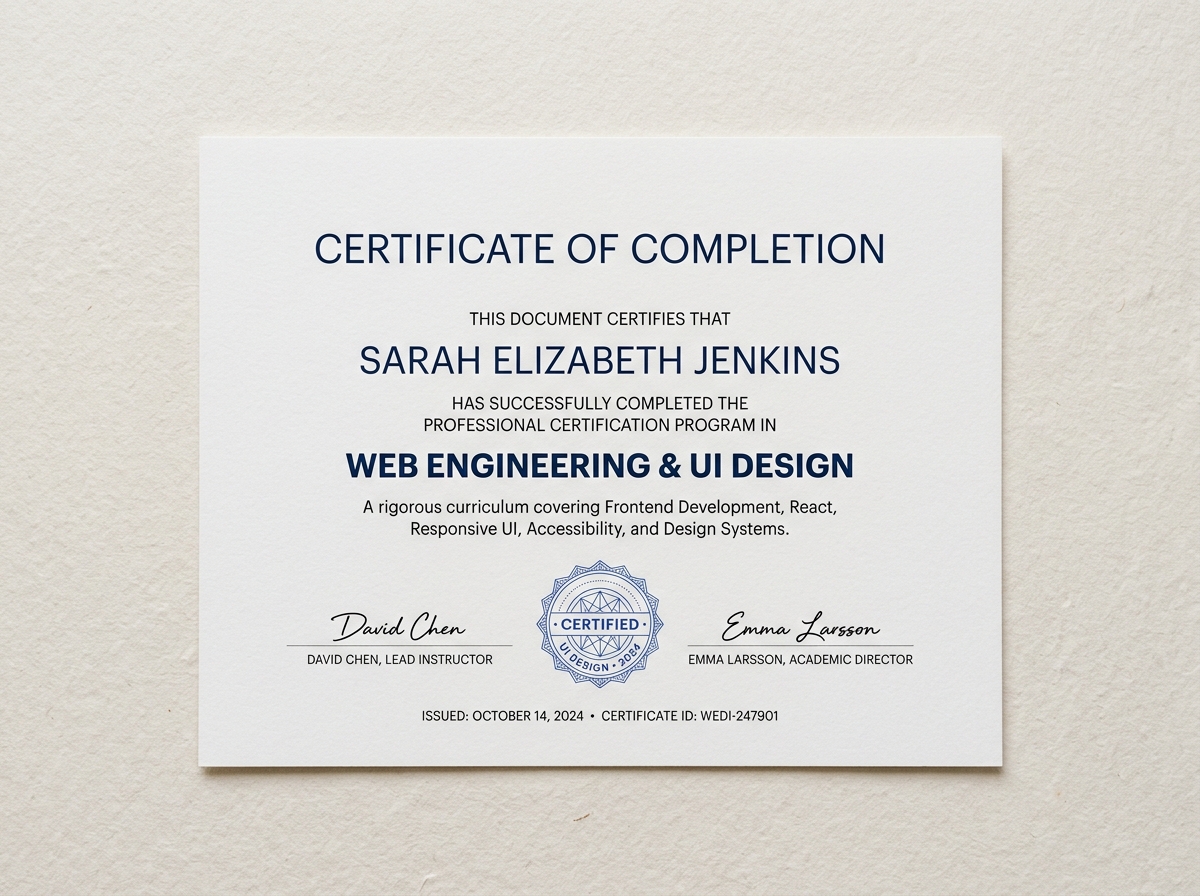 CERTIFICATE OF COMPLETION
THIS DOCUMENT CERTIFIES THAT
SARAH ELIZABETH JENKINS
HAS SUCCESSFULLY COMPLETED THE
PROFESSIONAL CERTIFICATION PROGRAM IN
WEB ENGINEERING & UI DESIGN
A rigorous curriculum covering Frontend Development, React,
Responsive UI, Accessibility, and Design Systems.
David Chen
DAVID CHEN, LEAD INSTRUCTOR
• CERTIFIED •
UI DESIGN • 2084
Emma Larsson
EMMA LARSSON, ACADEMIC DIRECTOR
ISSUED: OCTOBER 14, 2024 • CERTIFICATE ID: WEDI-247901